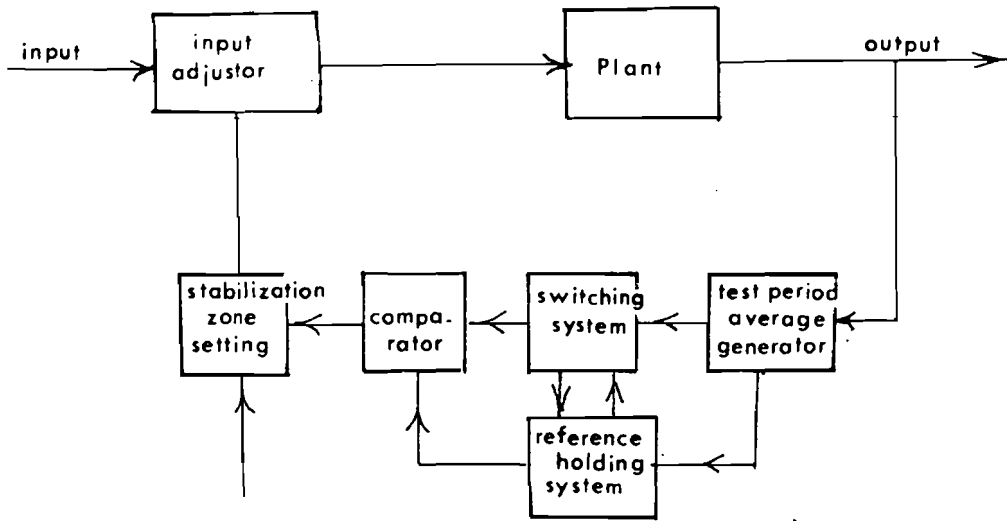 input
input
adjustor
Plant
output
stabilization
zone
setting
compa-
rator
switching
system
test period
average
generator
reference
holding
system